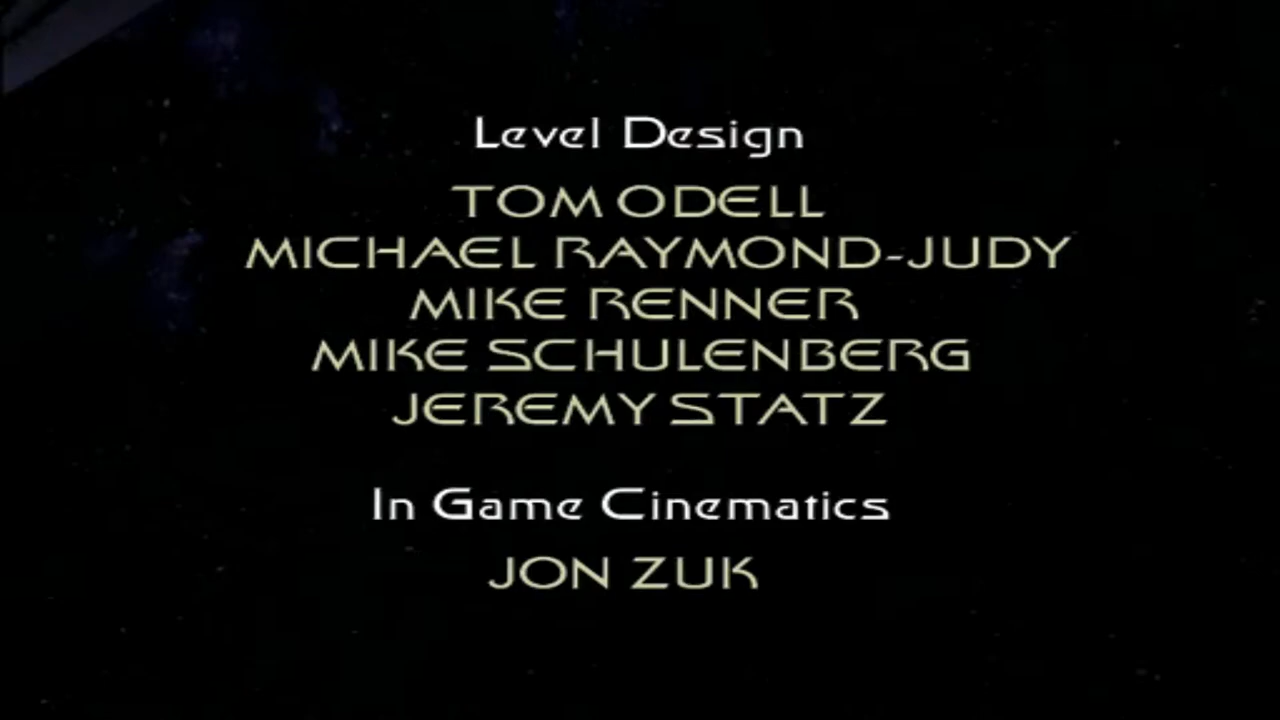 Level Design
TOM ODELL
MICHAEL RAYMOND-JUDY
MIKE RENNER
MIKE SCHULENBERG
JEREMY STATZ
In Game Cinematics
JON ZUK